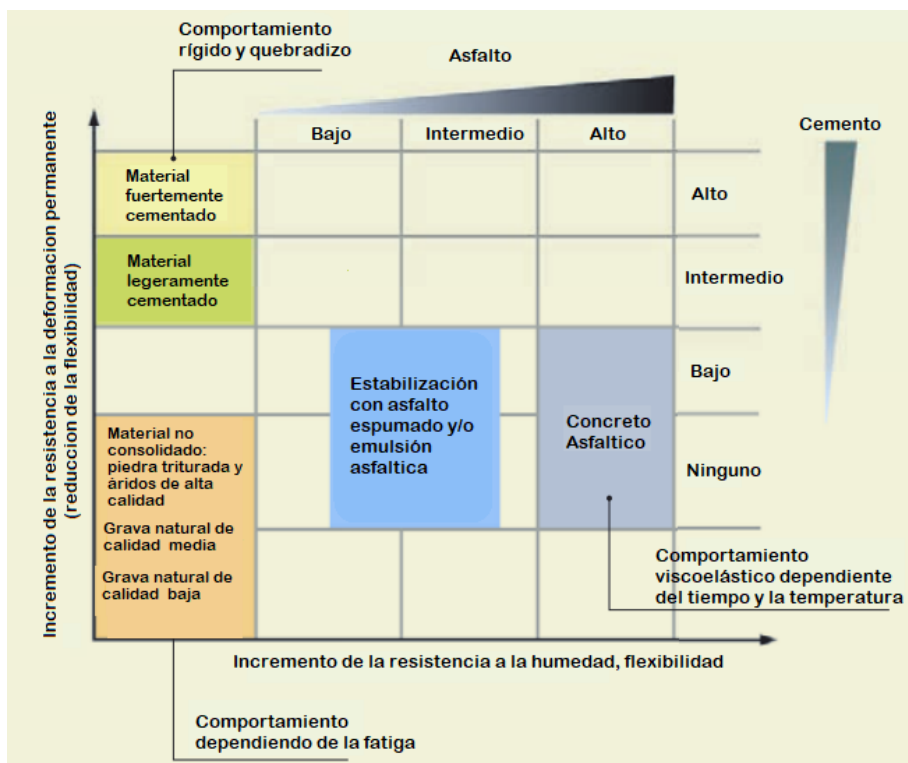 Comportamiento
rígido y quebradizo
Asfalto
Bajo
Intermedio
Alto
Cemento
Alto
Intermedio
Bajo
Ninguno
Incremento de la resistencia a la deformacion permanente
(reduccion de la flexibilidad)
Material
fuertemente
cementado
Material
legeramente
cementado
Material no
consolidado:
piedra triturada y
áridos de alta
calidad
Grava natural de
calidad media
Grava natural de
calidad baja
Estabilización
con asfalto
espumado y/o
emulsión
asfaltica
Concreto
Asfaltico
Comportamiento
viscoelástico dependiente
del tiempo y la temperatura
Incremento de la resistencia a la humedad, flexibilidad
Comportamiento
dependiendo de la fatiga